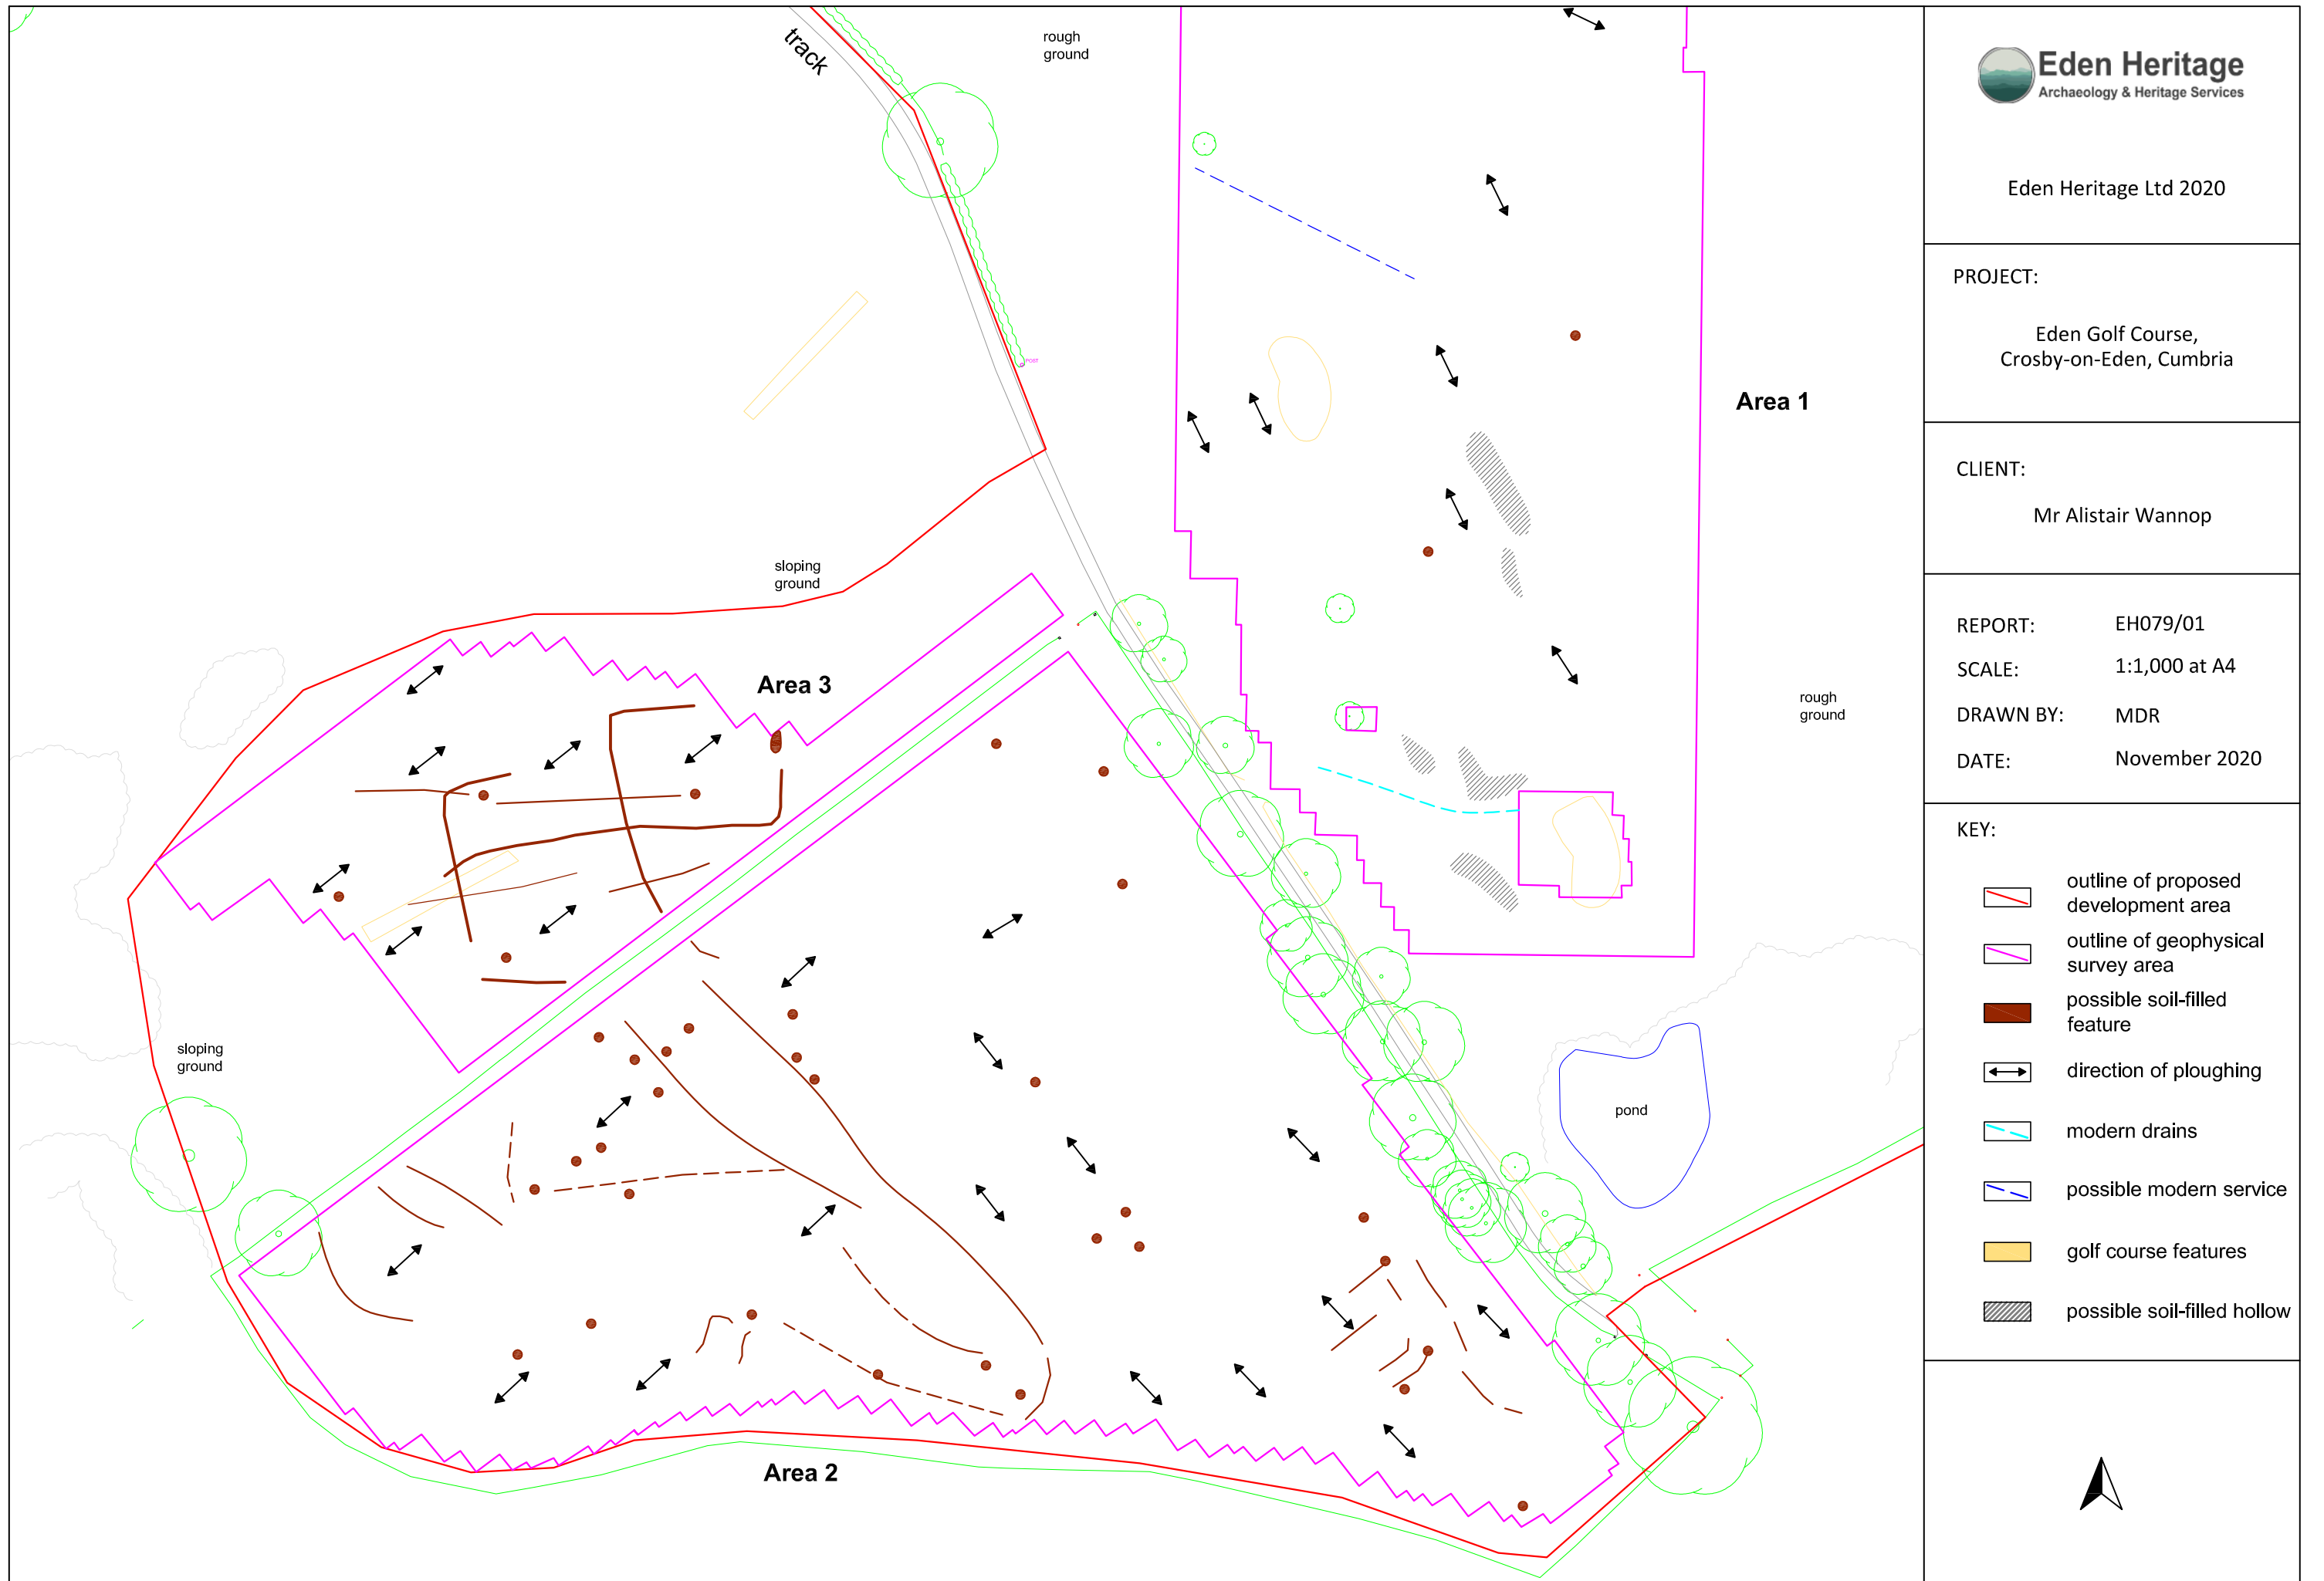 track
rough
ground
POST
Area 1
sloping
ground
Area 3
rough
ground
sloping
ground
pond
Area 2
Eden Heritage
Archaeology & Heritage Services
Eden Heritage Ltd 2020
PROJECT:
Eden Golf Course,
Crosby-on-Eden, Cumbria
CLIENT:
Mr Alistair Wannop
REPORT: EH079/01
SCALE: 1:1,000 at A4
DRAWN BY: MDR
DATE: November 2020
KEY:
outline of proposed
development area
outline of geophysical
survey area
possible soil-filled
feature
direction of ploughing
modern drains
possible modern service
golf course features
possible soil-filled hollow